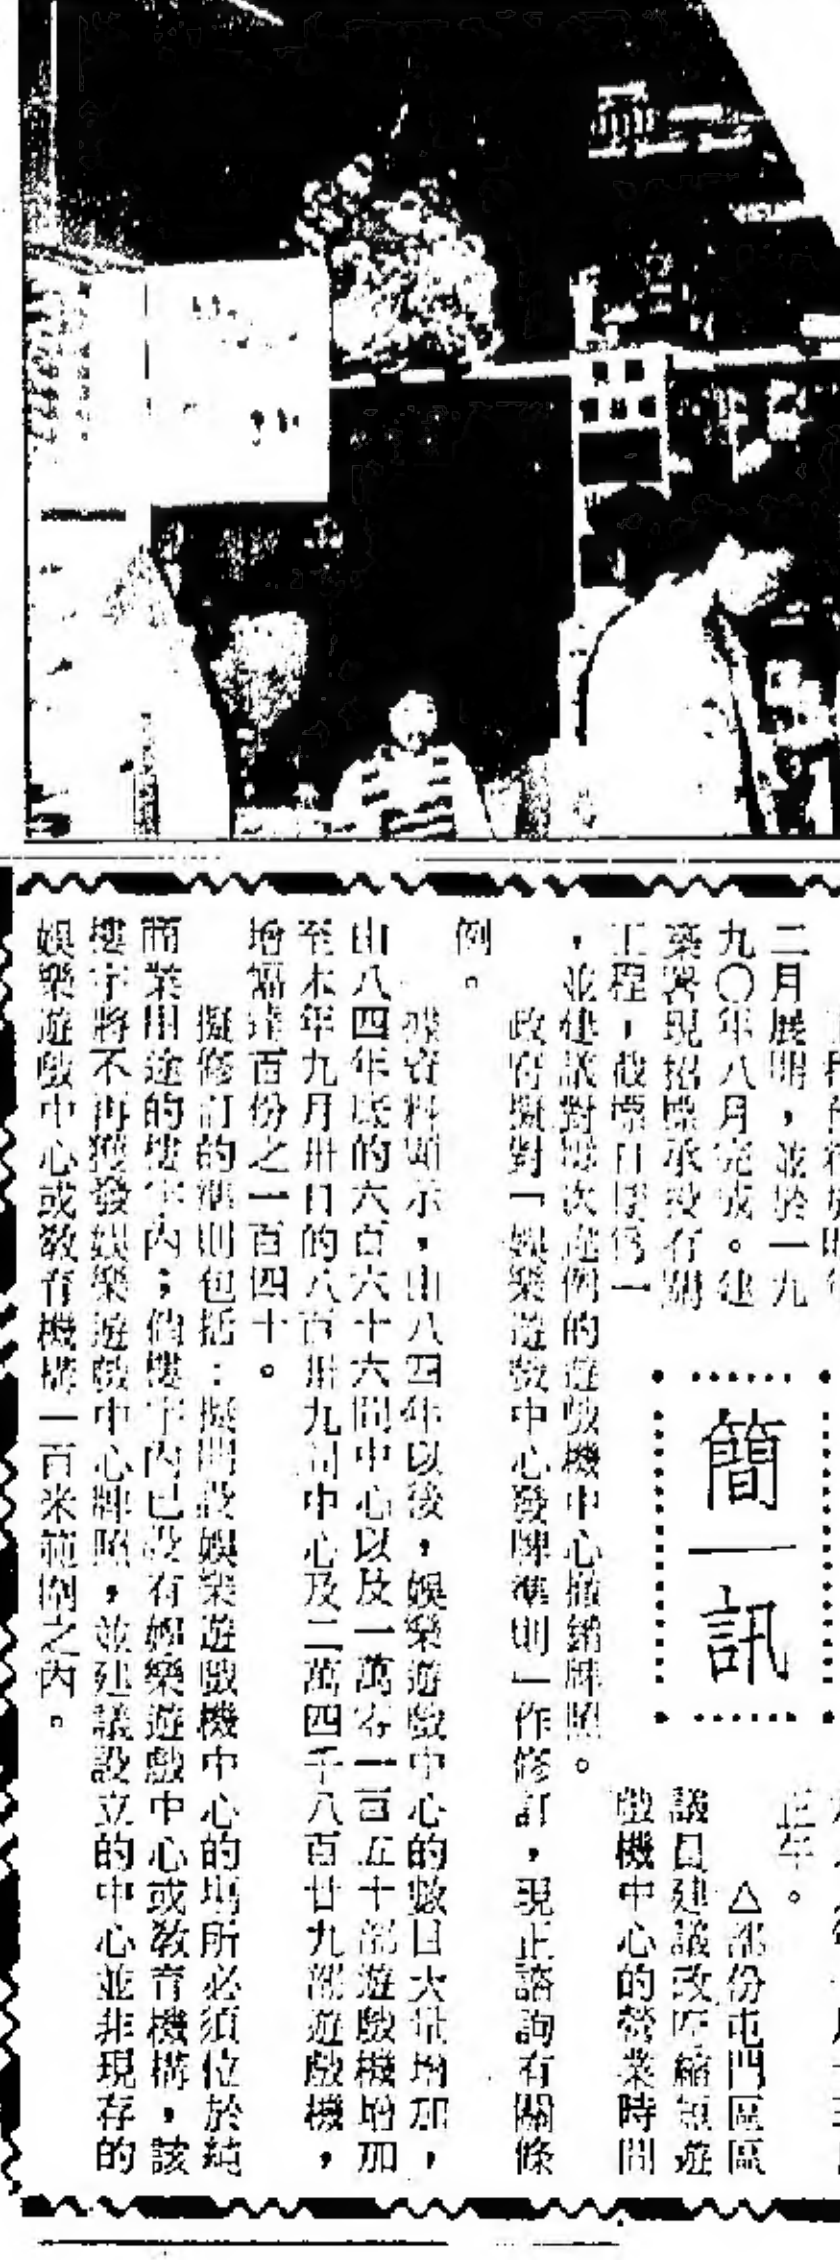 二月展開，並於一九
九〇年八月完成。建
築署現招標承投有關
工程，截標日期為一
簡一訊
正年。
△部份屯門區區
議員建議政府縮短遊
戲機中心的營業時間
，並建議對屢次違例的遊戲機中心撤銷牌照。
政府擬對「娛樂遊戲中心發牌準則」作修訂，現正諮詢有關條
例。
據資料顯示，由八四年以後，娛樂遊戲中心的數目大量增加，
由八四年底的六百六十六間中心以及一萬零一百五十部遊戲機增加
至本年九月卅日的八百卅九間中心及二萬四千八百廿九部遊戲機，
增幅達百份之一百四十。
擬修訂的準則包括：擬開設娛樂遊戲機中心的場所必須位於純
商業用途的樓宇內；倘樓宇內已設有娛樂遊戲中心或教育機構，該
樓宇將不再獲發娛樂遊戲中心牌照，並建議設立的中心並非現存的
娛樂遊戲中心或教育機構一百米範圍之內。